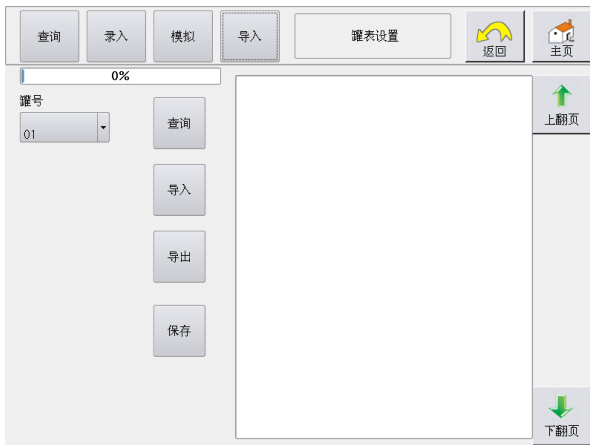 查询 录入 模拟 导入 罐表设置 返回 主页
0%
罐号
01
查询
导入
导出
保存
上翻页
下翻页